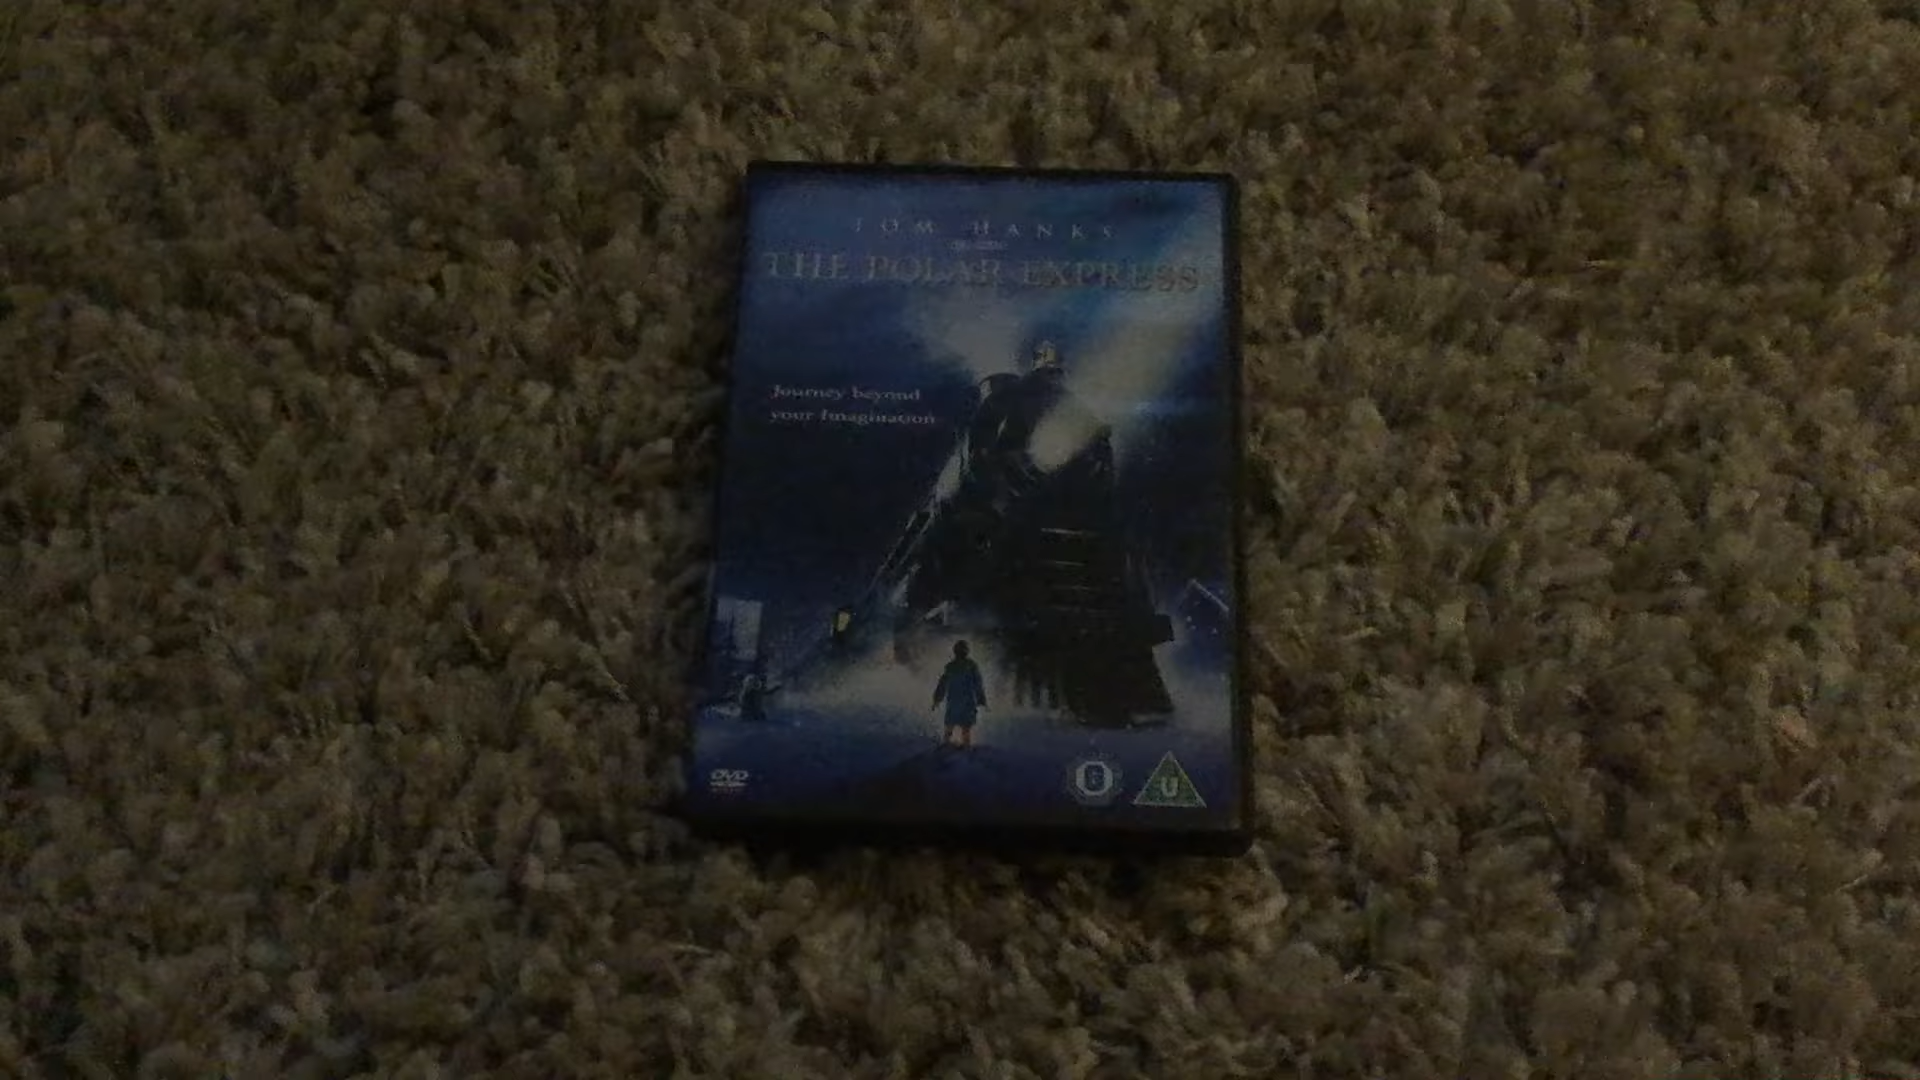 TOM HANKS
THE POLAR EXPRESS
Journey beyond
your Imagination
DVD
U